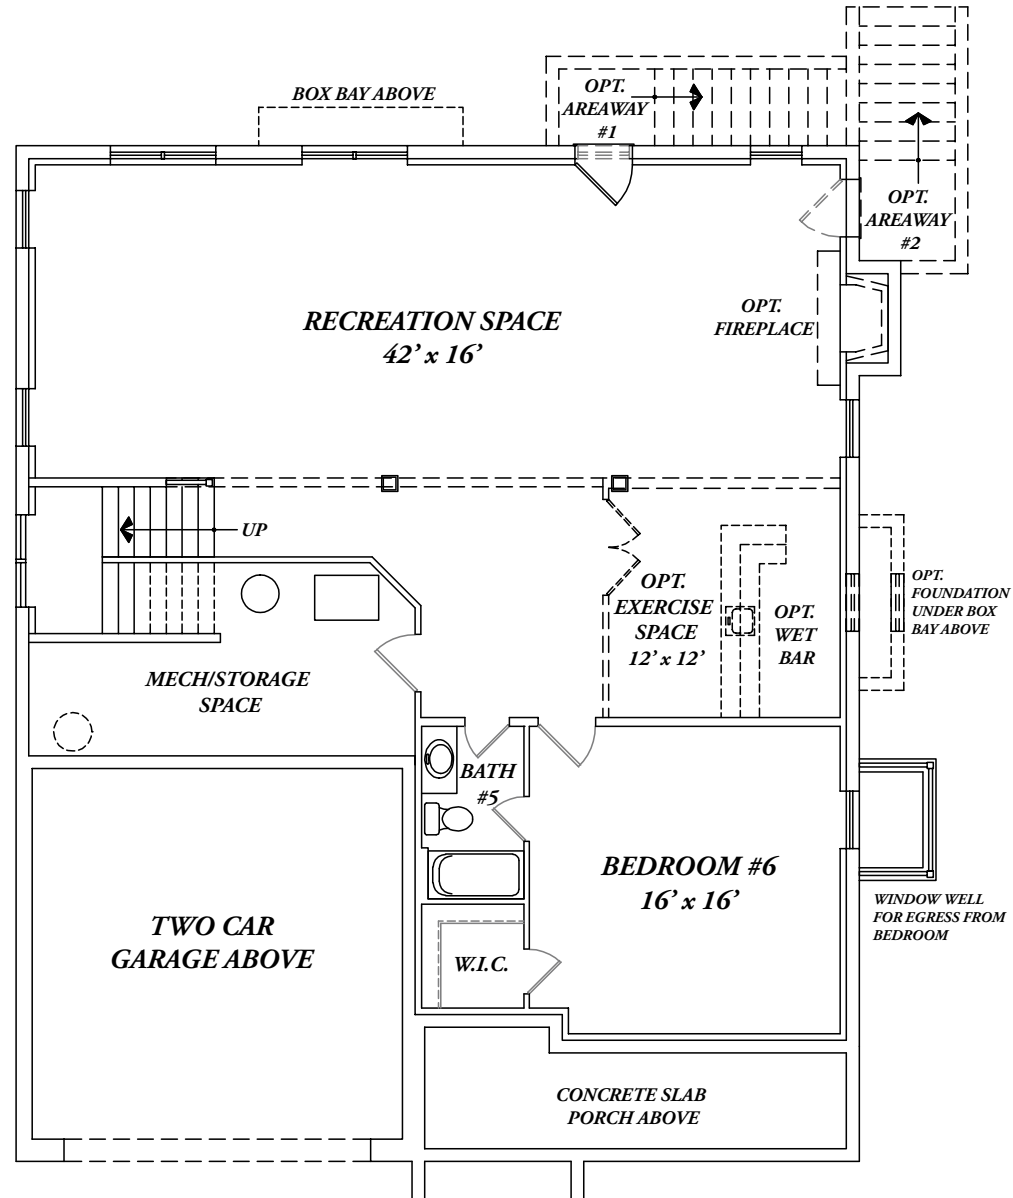 BOX BAY ABOVE
OPT.
AREAWAY
#1
OPT.
AREAWAY
#2
RECREATION SPACE
42’ x 16’
OPT.
FIREPLACE
UP
OPT.
EXERCISE
SPACE
12’ x 12’
OPT.
WET
BAR
OPT.
FOUNDATION
UNDER BOX
BAY ABOVE
MECH/STORAGE
SPACE
BATH
#5
BEDROOM #6
16’ x 16’
WINDOW WELL
FOR EGRESS FROM
BEDROOM
TWO CAR
GARAGE ABOVE
W.I.C.
CONCRETE SLAB
PORCH ABOVE